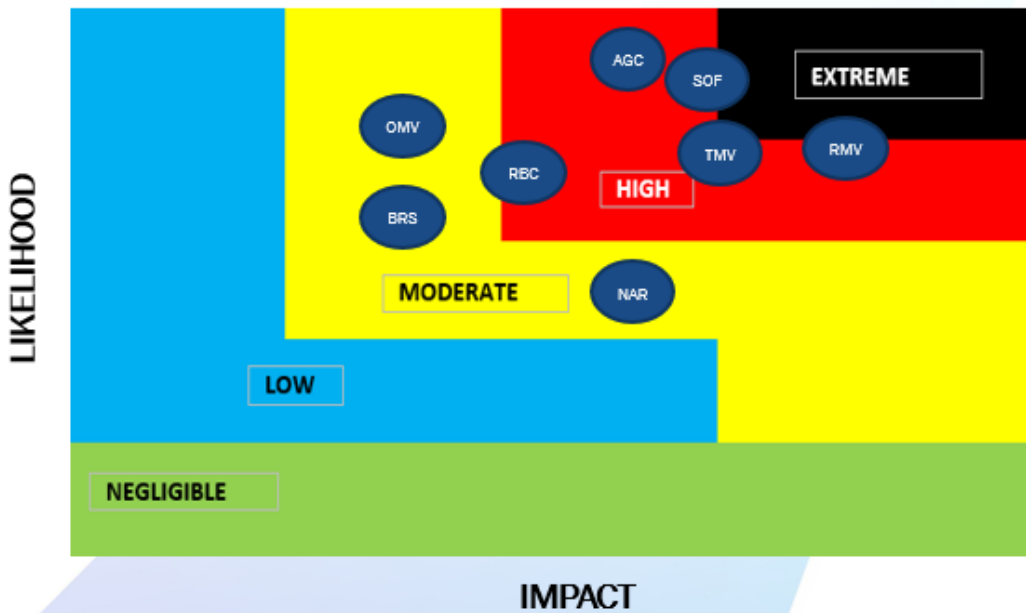 AGC
SOF
EXTREME
OMV
TMV
RMV
RBC
HIGH
BRS
MODERATE
NAR
LOW
NEGLIGIBLE
LIKELIHOOD
IMPACT